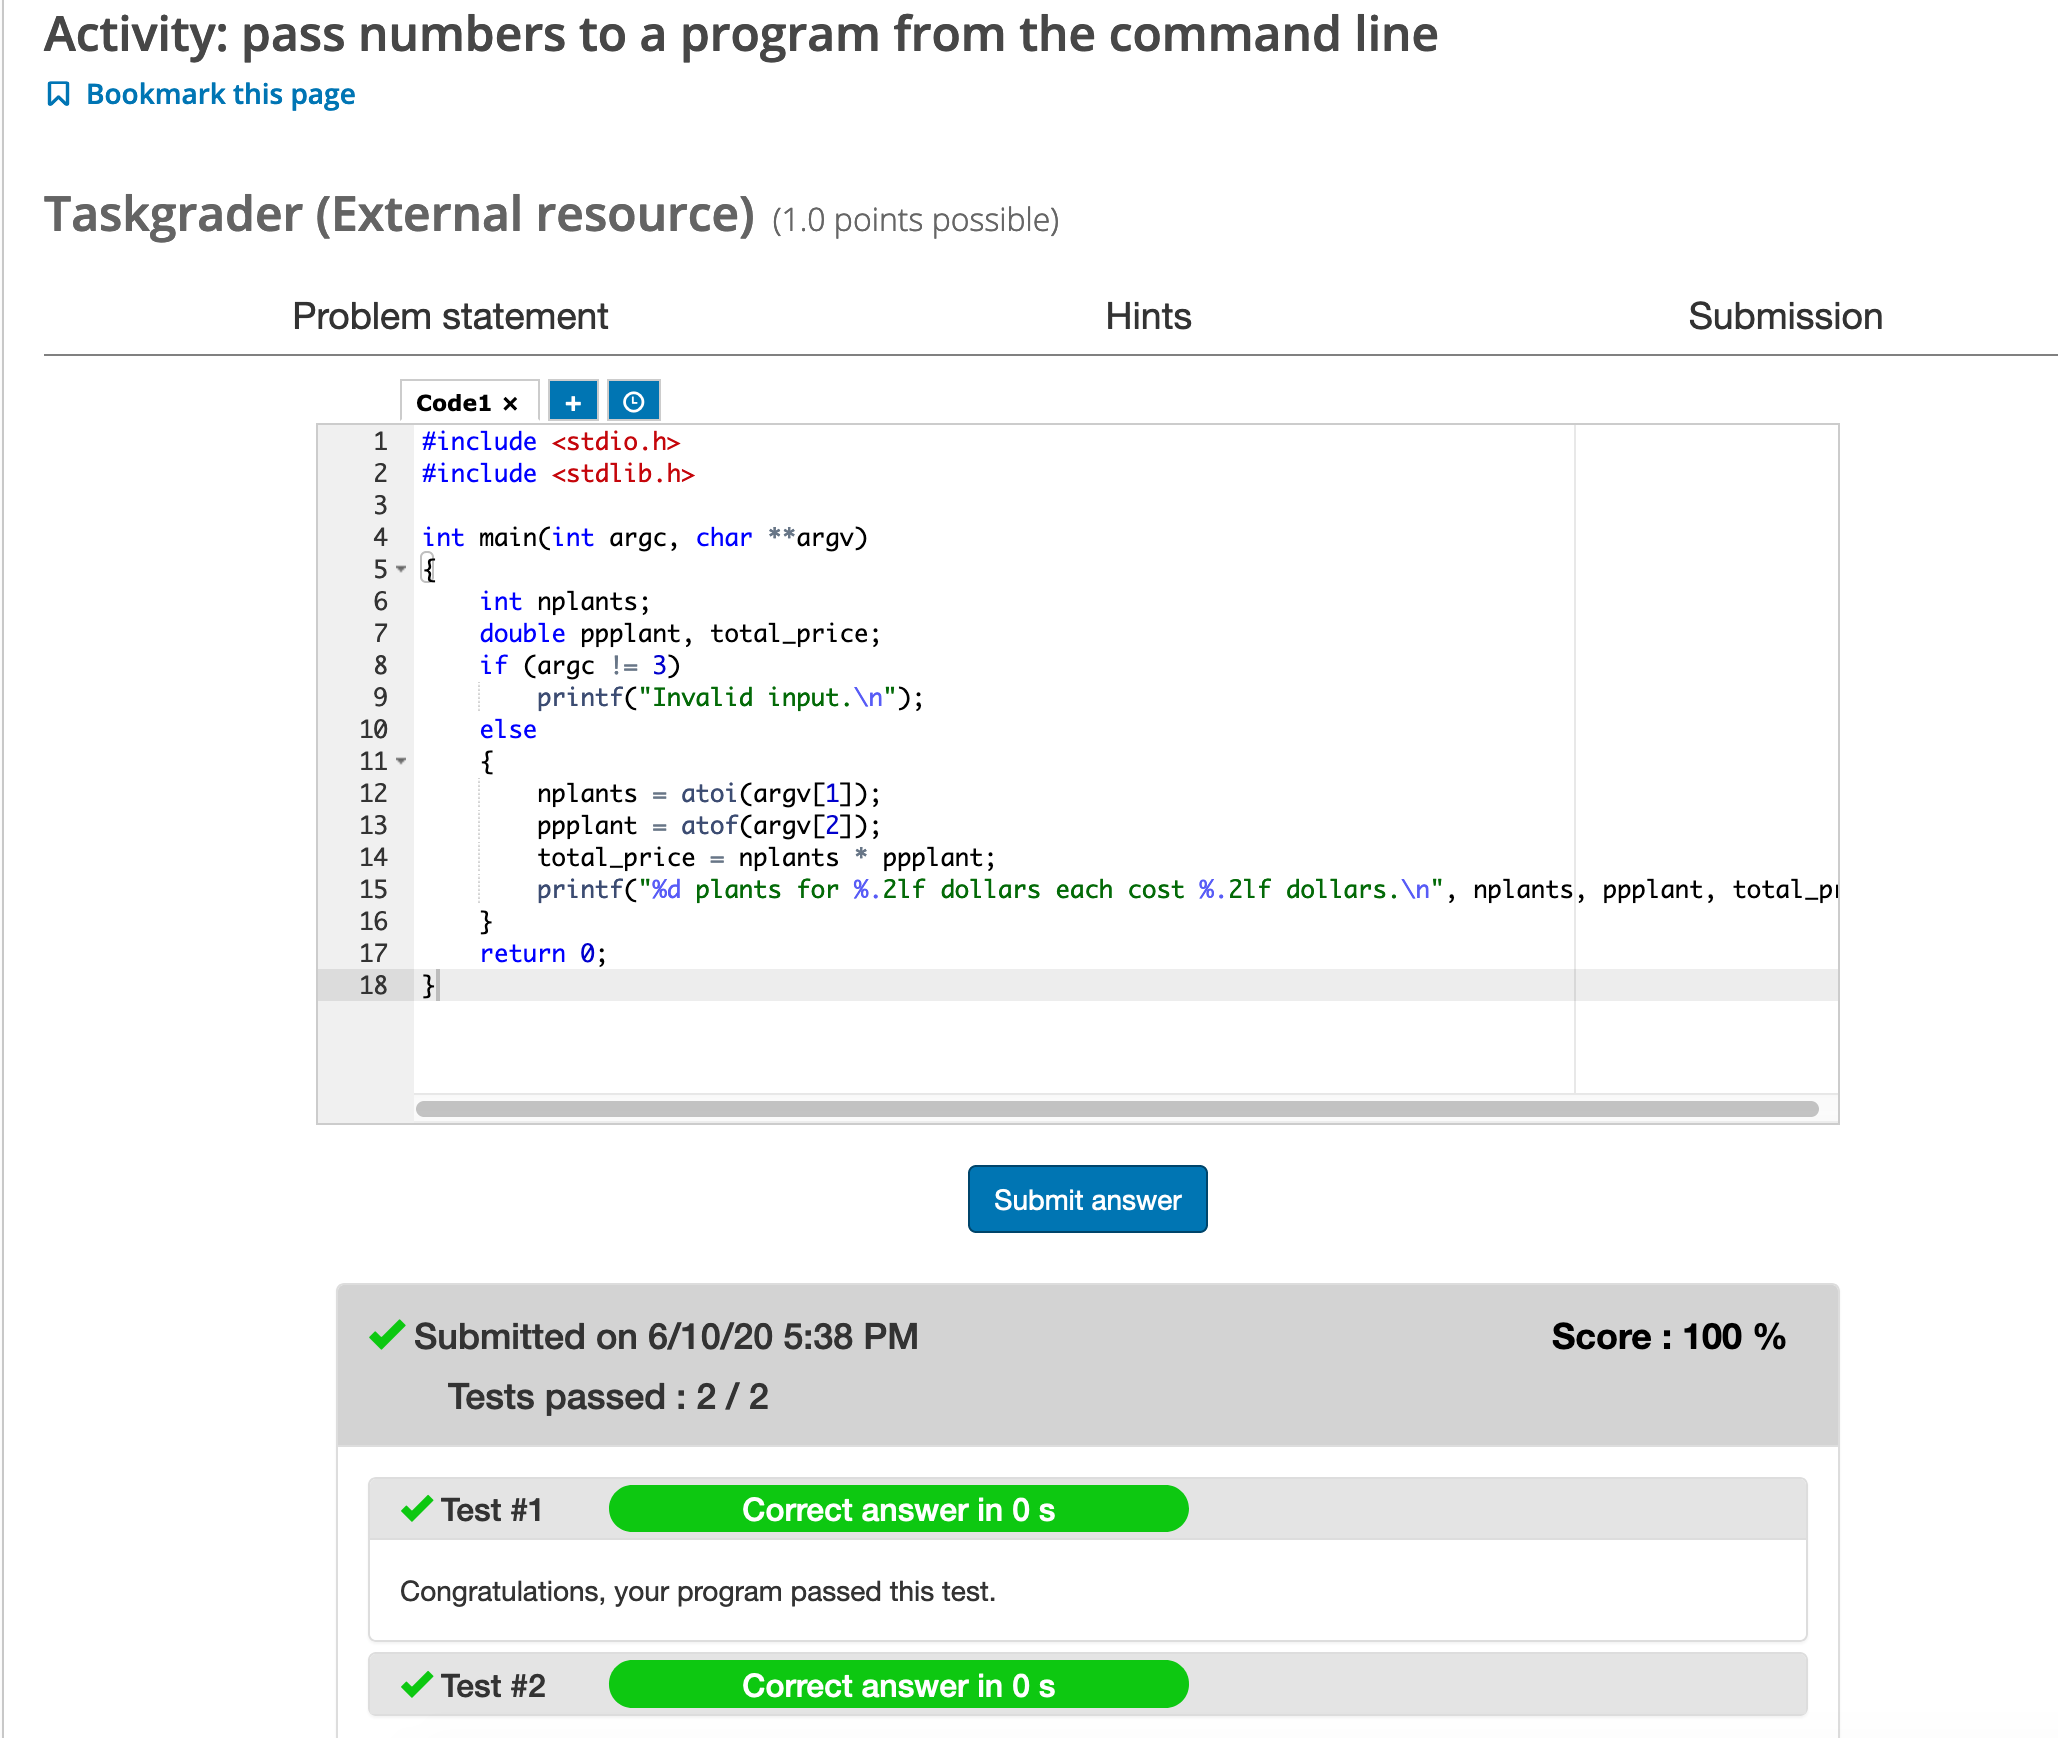 Activity: pass numbers to a program from the command line
Bookmark this page
Taskgrader (External resource) (1.0 points possible)
Problem statement Hints Submission
Code1 × +
1 #include <stdio.h>
2 #include <stdlib.h>
3
4 int main(int argc, char **argv)
5 {
6     int nplants;
7     double ppplant, total_price;
8     if (argc != 3)
9         printf("Invalid input.\n");
10     else
11     {
12         nplants = atoi(argv[1]);
13         ppplant = atof(argv[2]);
14         total_price = nplants * ppplant;
15         printf("%d plants for %.2lf dollars each cost %.2lf dollars.\n", nplants, ppplant, total_pr
16     }
17     return 0;
18 }
Submit answer
Submitted on 6/10/20 5:38 PM Score : 100 %
Tests passed : 2 / 2
Test #1 Correct answer in 0 s
Congratulations, your program passed this test.
Test #2 Correct answer in 0 s